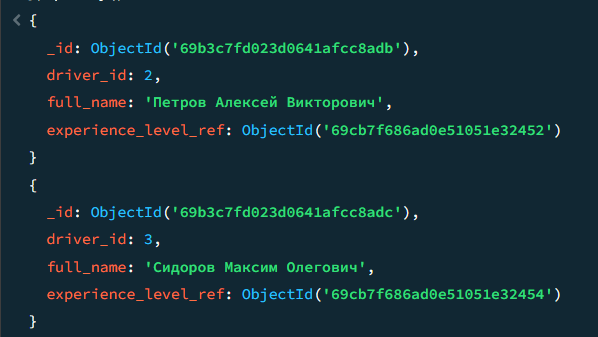 {
_id: ObjectId('69b3c7fd023d0641afcc8adb'),
driver_id: 2,
full_name: 'Петров Алексей Викторович',
experience_level_ref: ObjectId('69cb7f686ad0e51051e32452')
}
{
_id: ObjectId('69b3c7fd023d0641afcc8adc'),
driver_id: 3,
full_name: 'Сидоров Максим Олегович',
experience_level_ref: ObjectId('69cb7f686ad0e51051e32454')
}